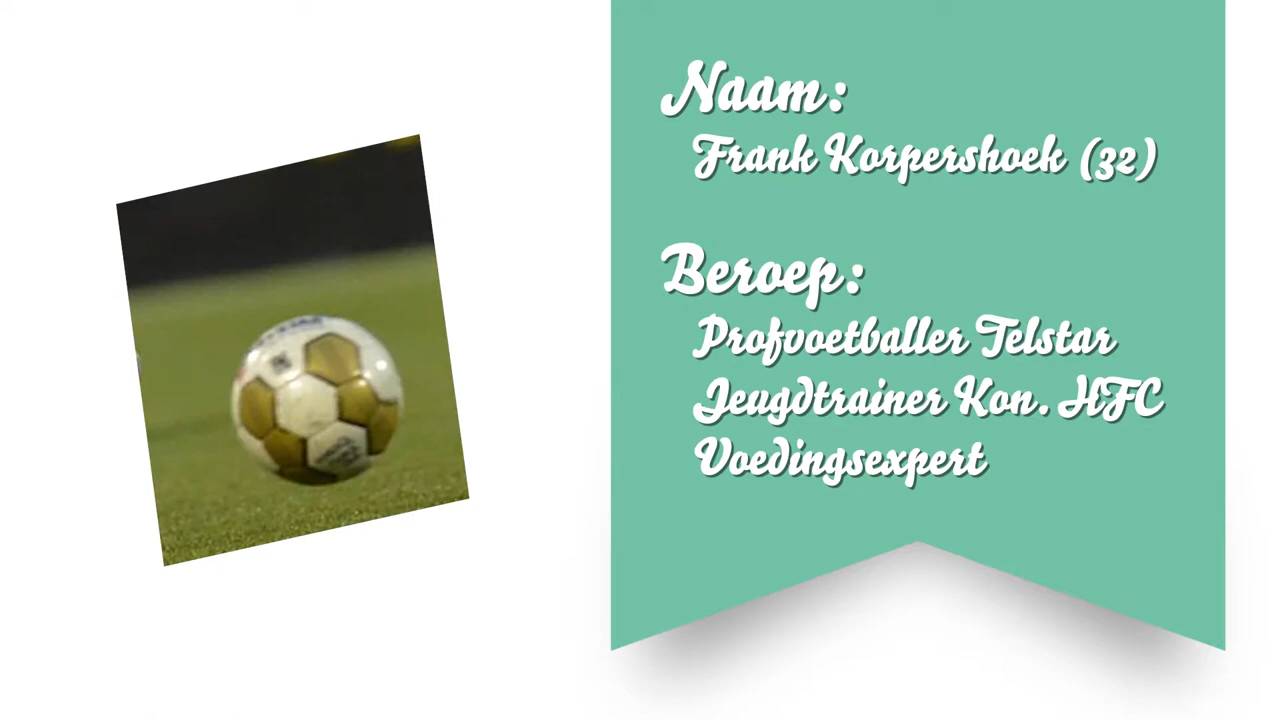 Naam:
Frank Korpershoek (32)
Beroep:
Profvoetballer Telstar
Jeugdtrainer Kon. HFC
Voedingsexpert